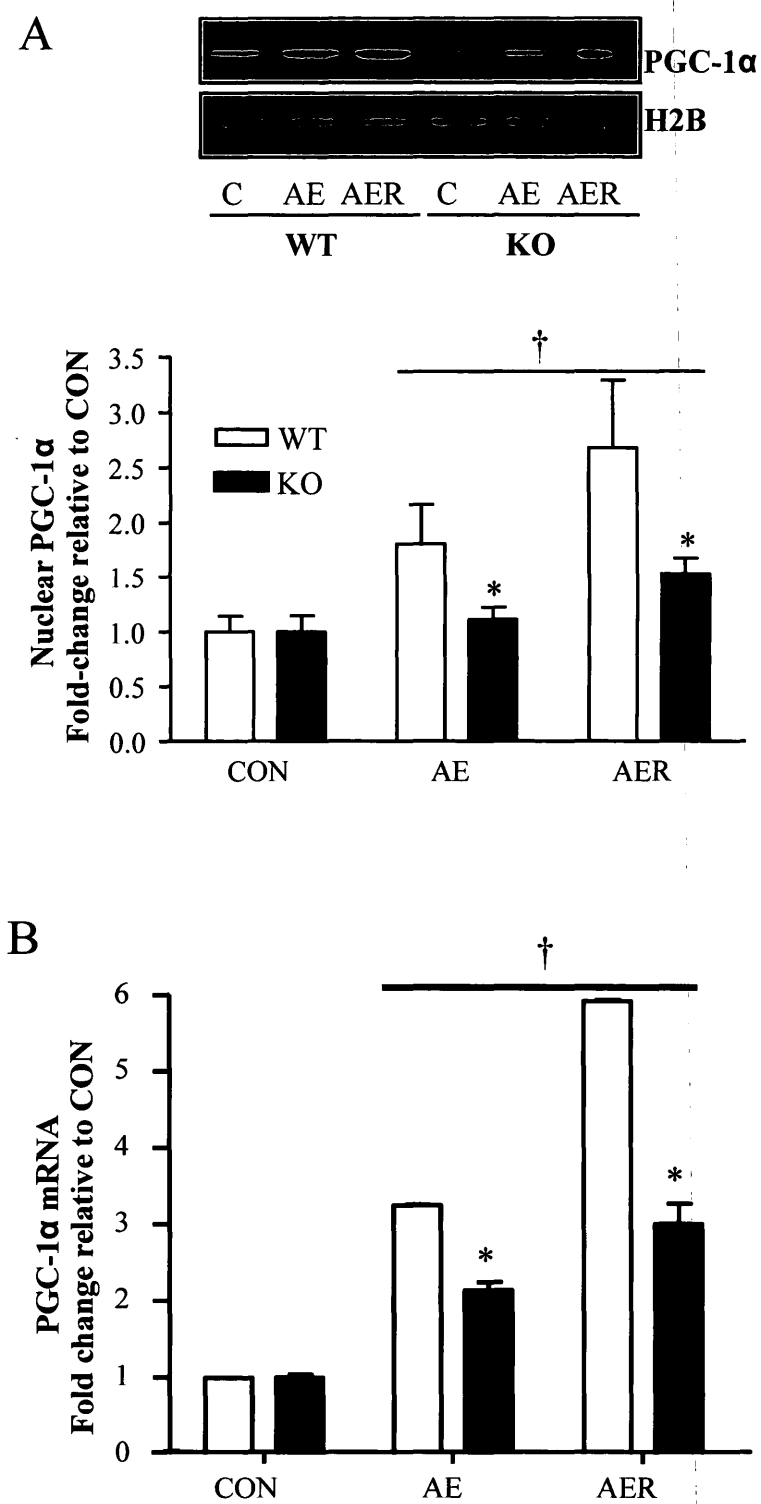 A
PGC-1α
H2B
C AE AER C AE AER
WT KO
†
Nuclear PGC-1α
Fold-change relative to CON
3.5
3.0
2.5
2.0
1.5
1.0
0.5
0.0
WT
KO
*
*
CON AE AER
B
†
PGC-1α mRNA
Fold change relative to CON
6
5
4
3
2
1
0
*
*
CON AE AER